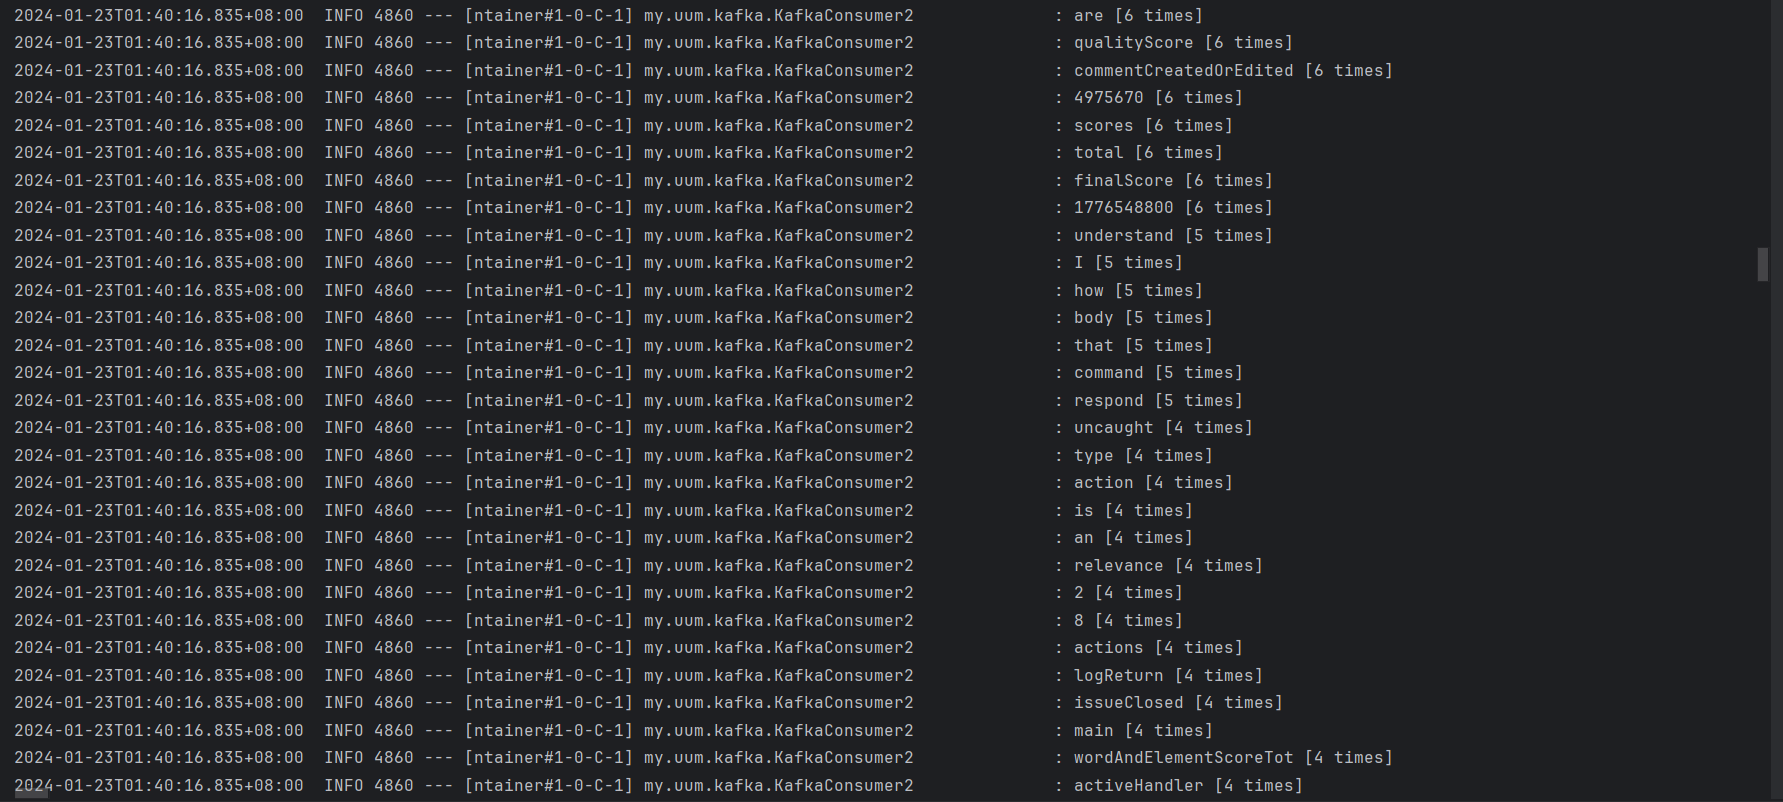 2024-01-23T01:40:16.835+08:00  INFO 4860 --- [ntainer#1-0-C-1] my.uum.kafka.KafkaConsumer2              : are [6 times]
2024-01-23T01:40:16.835+08:00  INFO 4860 --- [ntainer#1-0-C-1] my.uum.kafka.KafkaConsumer2              : qualityScore [6 times]
2024-01-23T01:40:16.835+08:00  INFO 4860 --- [ntainer#1-0-C-1] my.uum.kafka.KafkaConsumer2              : commentCreatedOrEdited [6 times]
2024-01-23T01:40:16.835+08:00  INFO 4860 --- [ntainer#1-0-C-1] my.uum.kafka.KafkaConsumer2              : 4975670 [6 times]
2024-01-23T01:40:16.835+08:00  INFO 4860 --- [ntainer#1-0-C-1] my.uum.kafka.KafkaConsumer2              : scores [6 times]
2024-01-23T01:40:16.835+08:00  INFO 4860 --- [ntainer#1-0-C-1] my.uum.kafka.KafkaConsumer2              : total [6 times]
2024-01-23T01:40:16.835+08:00  INFO 4860 --- [ntainer#1-0-C-1] my.uum.kafka.KafkaConsumer2              : finalScore [6 times]
2024-01-23T01:40:16.835+08:00  INFO 4860 --- [ntainer#1-0-C-1] my.uum.kafka.KafkaConsumer2              : 1776548800 [6 times]
2024-01-23T01:40:16.835+08:00  INFO 4860 --- [ntainer#1-0-C-1] my.uum.kafka.KafkaConsumer2              : understand [5 times]
2024-01-23T01:40:16.835+08:00  INFO 4860 --- [ntainer#1-0-C-1] my.uum.kafka.KafkaConsumer2              : I [5 times]
2024-01-23T01:40:16.835+08:00  INFO 4860 --- [ntainer#1-0-C-1] my.uum.kafka.KafkaConsumer2              : how [5 times]
2024-01-23T01:40:16.835+08:00  INFO 4860 --- [ntainer#1-0-C-1] my.uum.kafka.KafkaConsumer2              : body [5 times]
2024-01-23T01:40:16.835+08:00  INFO 4860 --- [ntainer#1-0-C-1] my.uum.kafka.KafkaConsumer2              : that [5 times]
2024-01-23T01:40:16.835+08:00  INFO 4860 --- [ntainer#1-0-C-1] my.uum.kafka.KafkaConsumer2              : command [5 times]
2024-01-23T01:40:16.835+08:00  INFO 4860 --- [ntainer#1-0-C-1] my.uum.kafka.KafkaConsumer2              : respond [5 times]
2024-01-23T01:40:16.835+08:00  INFO 4860 --- [ntainer#1-0-C-1] my.uum.kafka.KafkaConsumer2              : uncaught [4 times]
2024-01-23T01:40:16.835+08:00  INFO 4860 --- [ntainer#1-0-C-1] my.uum.kafka.KafkaConsumer2              : type [4 times]
2024-01-23T01:40:16.835+08:00  INFO 4860 --- [ntainer#1-0-C-1] my.uum.kafka.KafkaConsumer2              : action [4 times]
2024-01-23T01:40:16.835+08:00  INFO 4860 --- [ntainer#1-0-C-1] my.uum.kafka.KafkaConsumer2              : is [4 times]
2024-01-23T01:40:16.835+08:00  INFO 4860 --- [ntainer#1-0-C-1] my.uum.kafka.KafkaConsumer2              : an [4 times]
2024-01-23T01:40:16.835+08:00  INFO 4860 --- [ntainer#1-0-C-1] my.uum.kafka.KafkaConsumer2              : relevance [4 times]
2024-01-23T01:40:16.835+08:00  INFO 4860 --- [ntainer#1-0-C-1] my.uum.kafka.KafkaConsumer2              : 2 [4 times]
2024-01-23T01:40:16.835+08:00  INFO 4860 --- [ntainer#1-0-C-1] my.uum.kafka.KafkaConsumer2              : 8 [4 times]
2024-01-23T01:40:16.835+08:00  INFO 4860 --- [ntainer#1-0-C-1] my.uum.kafka.KafkaConsumer2              : actions [4 times]
2024-01-23T01:40:16.835+08:00  INFO 4860 --- [ntainer#1-0-C-1] my.uum.kafka.KafkaConsumer2              : logReturn [4 times]
2024-01-23T01:40:16.835+08:00  INFO 4860 --- [ntainer#1-0-C-1] my.uum.kafka.KafkaConsumer2              : issueClosed [4 times]
2024-01-23T01:40:16.835+08:00  INFO 4860 --- [ntainer#1-0-C-1] my.uum.kafka.KafkaConsumer2              : main [4 times]
2024-01-23T01:40:16.835+08:00  INFO 4860 --- [ntainer#1-0-C-1] my.uum.kafka.KafkaConsumer2              : wordAndElementScoreTot [4 times]
2024-01-23T01:40:16.835+08:00  INFO 4860 --- [ntainer#1-0-C-1] my.uum.kafka.KafkaConsumer2              : activeHandler [4 times]